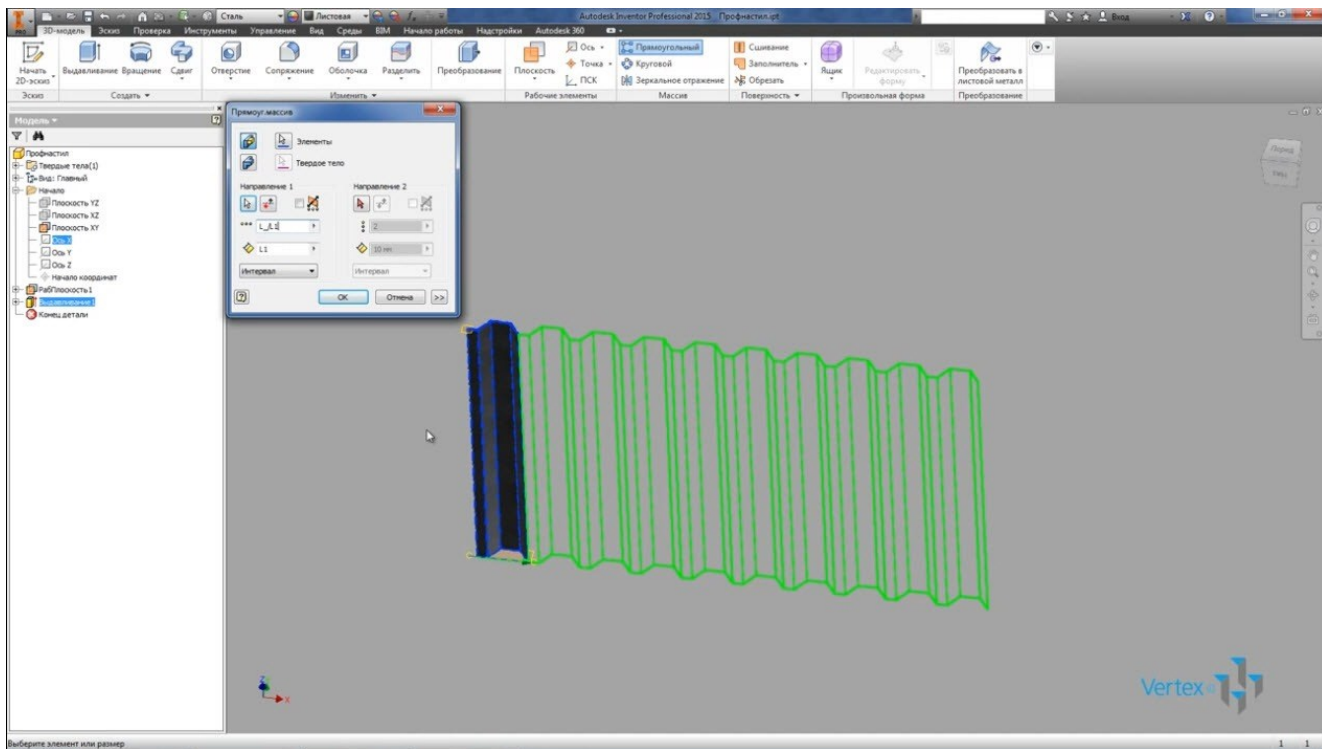 Сталь
Листовая
Autodesk Inventor Professional 2015 Профнастил.ipt
Вход
3D-модель Эскиз Проверка Инструменты Управление Вид Среды BIM Начало работы Надстройки Autodesk 360
Начать 2D-эскиз
Выдавливание Вращение Сдвиг
Отверстие Сопряжение Оболочка Разделить
Преобразование
Плоскость
Ось
Точка
ПСК
Прямоугольный
Круговой
Зеркальное отражение
Сшивание
Заполнитель
Обрезать
Ящик
Редактировать форму
Преобразовать в листовой металл
Эскиз Создать Изменить Рабочие элементы Массив Поверхность Произвольная форма Преобразование
Модель
Профнастил
Твердые тела(1)
Вид: Главный
Начало
Плоскость YZ
Плоскость XZ
Плоскость XY
Ось X
Ось Y
Ось Z
Начало координат
РабПлоскость1
Выдавливание1
Конец детали
Прямоуг.массив
Элементы
Твердое тело
Направление 1 Направление 2
L_/L1 2
L1 10 мм
Интервал Интервал
OK Отмена >>
Перед
Z
X
Vertex
Выберите элемент или размер
1 1